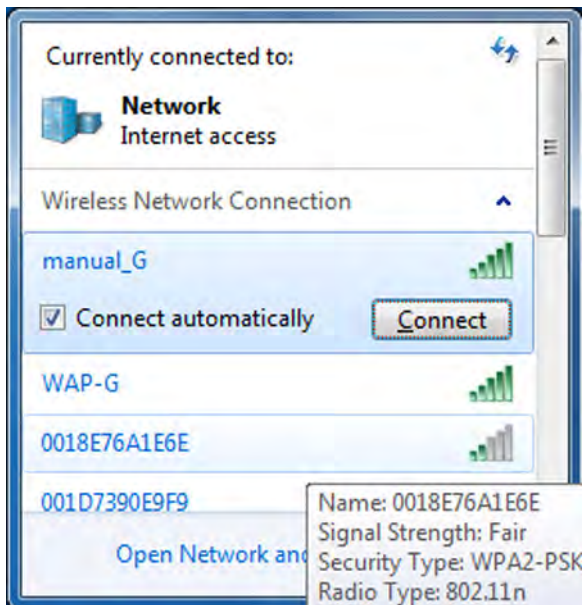 Currently connected to:
Network
Internet access
Wireless Network Connection
manual_G
Connect automatically
Connect
WAP-G
0018E76A1E6E
001D7390E9F9
Open Network and
Name: 0018E76A1E6E
Signal Strength: Fair
Security Type: WPA2-PSK
Radio Type: 802.11n